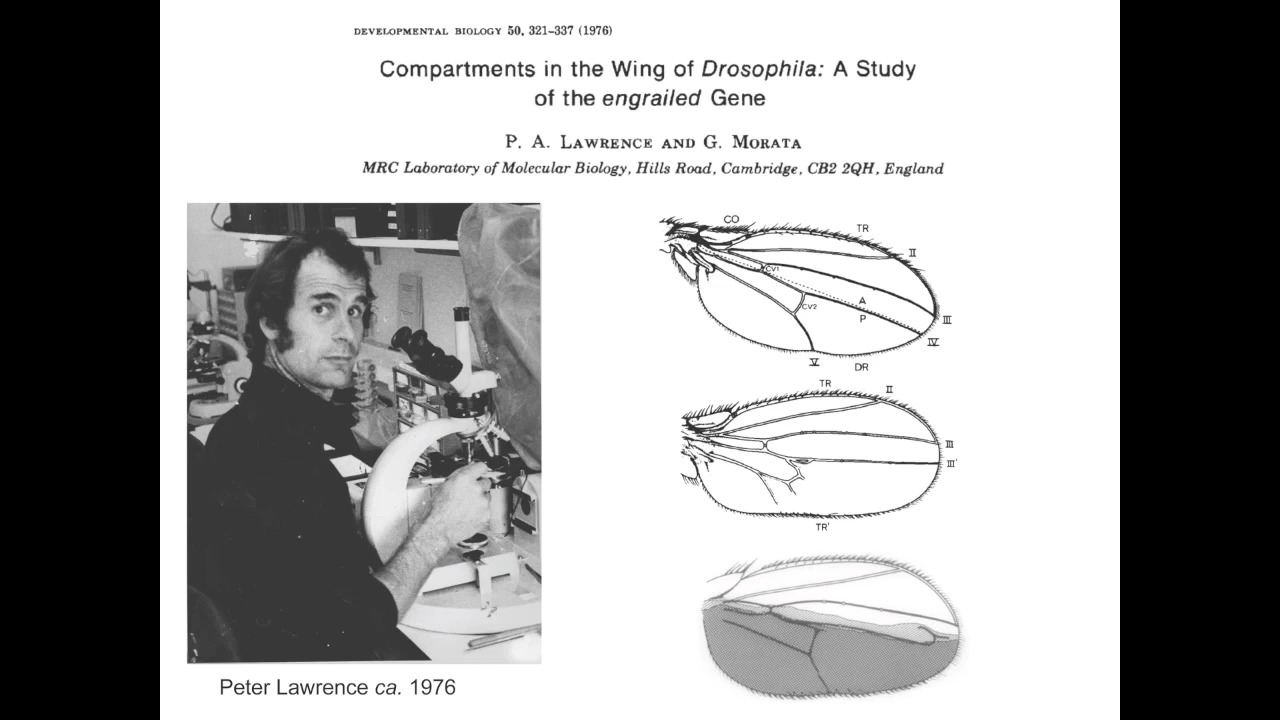 DEVELOPMENTAL BIOLOGY 50, 321–337 (1976)
Compartments in the Wing of Drosophila: A Study
of the engrailed Gene
P. A. LAWRENCE AND G. MORATA
MRC Laboratory of Molecular Biology, Hills Road, Cambridge, CB2 2QH, England
CO
TR
II
CV1
A
CV2
P
III
IV
V
DR
TR
II
III
III'
TR'
Peter Lawrence ca. 1976